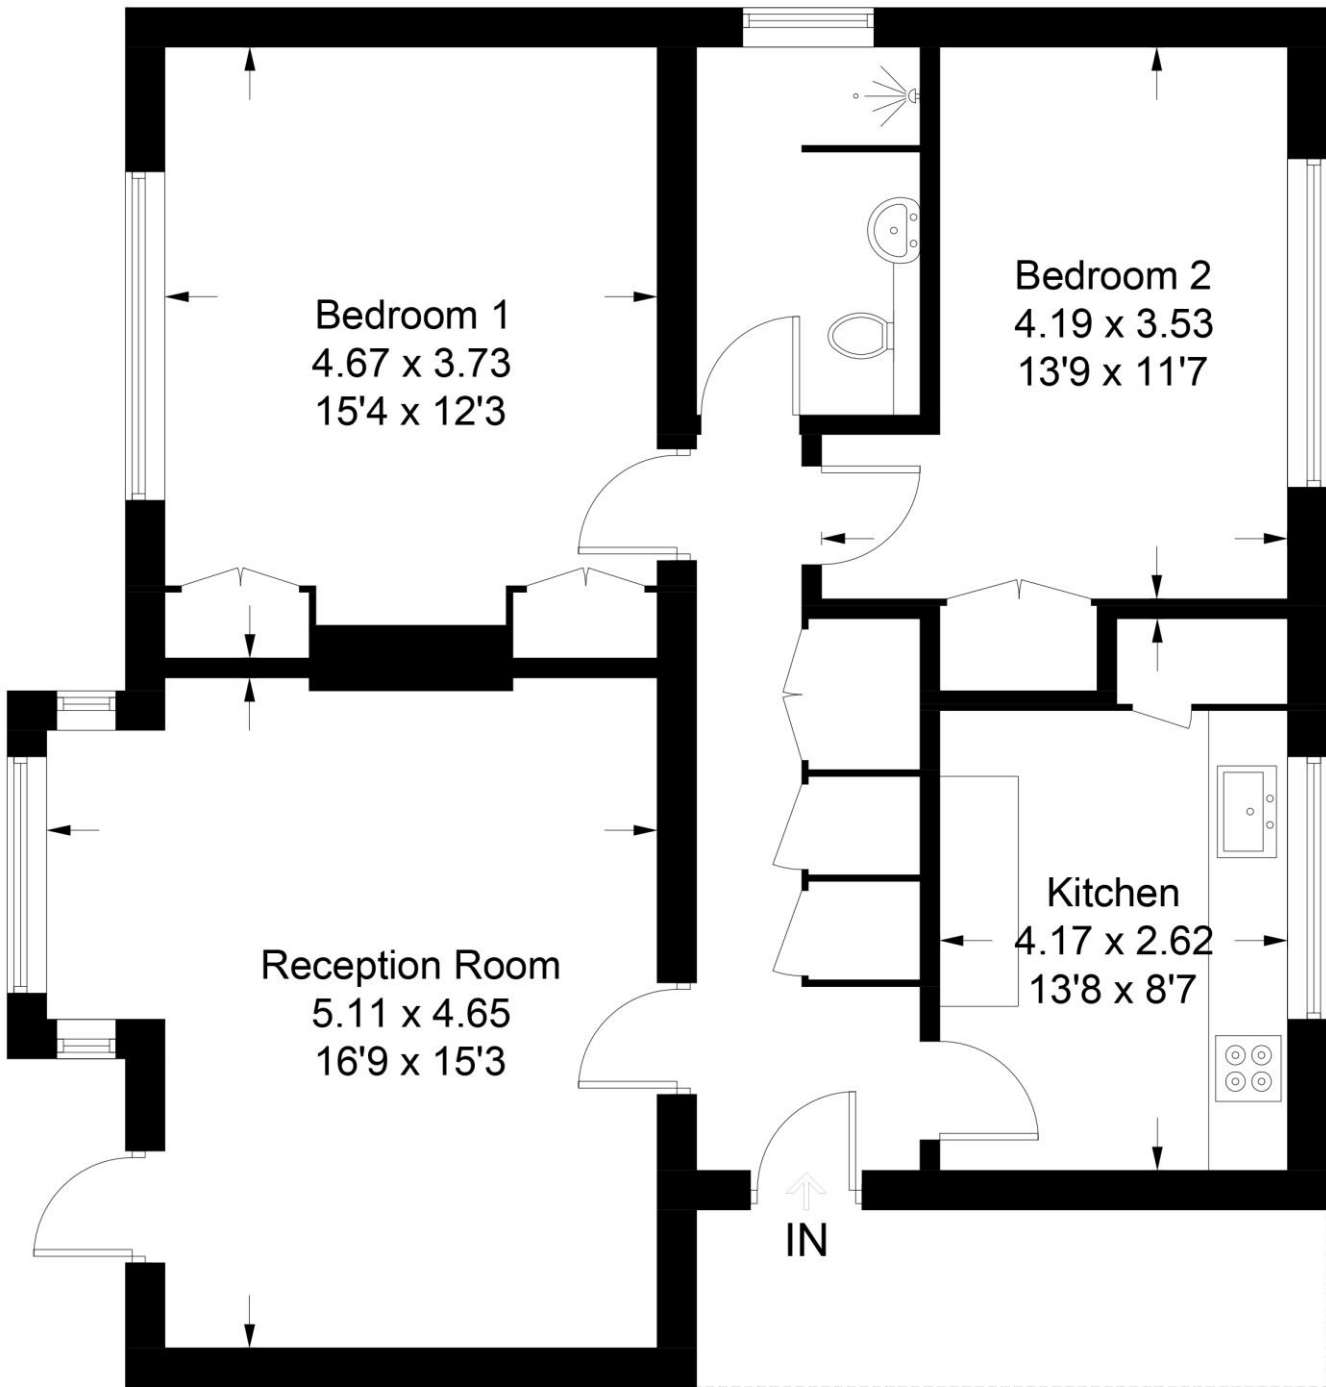 Bedroom 1
4.67 x 3.73
15'4 x 12'3
Bedroom 2
4.19 x 3.53
13'9 x 11'7
Reception Room
5.11 x 4.65
16'9 x 15'3
Kitchen
4.17 x 2.62
13'8 x 8'7
IN